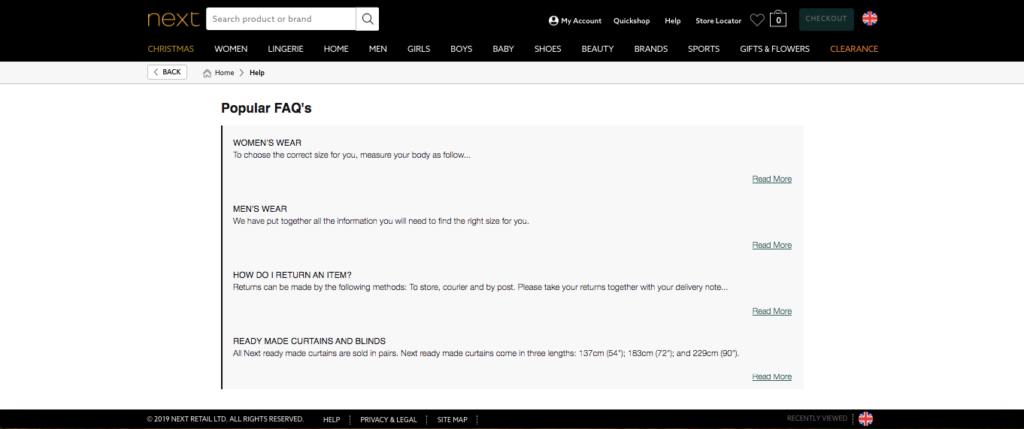 next
Search product or brand
My Account
Quickshop
Help
Store Locator
0
CHECKOUT
CHRISTMAS
WOMEN
LINGERIE
HOME
MEN
GIRLS
BOYS
BABY
SHOES
BEAUTY
BRANDS
SPORTS
GIFTS & FLOWERS
CLEARANCE
< BACK
Home > Help
Popular FAQ's
WOMEN'S WEAR
To choose the correct size for you, measure your body as follow...
Read More
MEN'S WEAR
We have put together all the information you will need to find the right size for you.
Read More
HOW DO I RETURN AN ITEM?
Returns can be made by the following methods: To store, courier and by post. Please take your returns together with your delivery note...
Read More
READY MADE CURTAINS AND BLINDS
All Next ready made curtains are sold in pairs. Next ready made curtains come in three lengths: 137cm (54"); 183cm (72"); and 229cm (90").
Read More
© 2019 NEXT RETAIL LTD. ALL RIGHTS RESERVED.
HELP
PRIVACY & LEGAL
SITE MAP
RECENTLY VIEWED